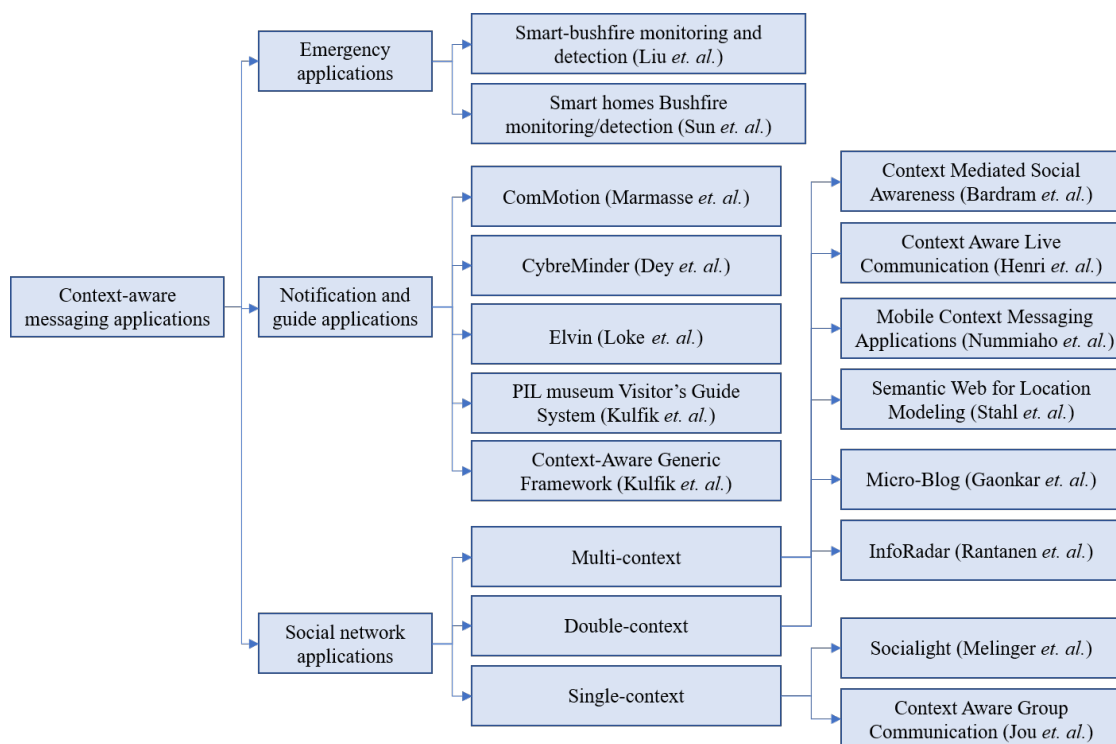 Context-aware
messaging applications
Emergency
applications
Smart-bushfire monitoring and
detection (Liu et. al.)
Smart homes Bushfire
monitoring/detection (Sun et. al.)
Notification and
guide applications
ComMotion (Marmasse et. al.)
CybreMinder (Dey et. al.)
Elvin (Loke et. al.)
PIL museum Visitor's Guide
System (Kulfik et. al.)
Context-Aware Generic
Framework (Kulfik et. al.)
Social network
applications
Multi-context
Double-context
Single-context
Context Mediated Social
Awareness (Bardram et. al.)
Context Aware Live
Communication (Henri et. al.)
Mobile Context Messaging
Applications (Nummiaho et. al.)
Semantic Web for Location
Modeling (Stahl et. al.)
Micro-Blog (Gaonkar et. al.)
InfoRadar (Rantanen et. al.)
Socialight (Melinger et. al.)
Context Aware Group
Communication (Jou et. al.)